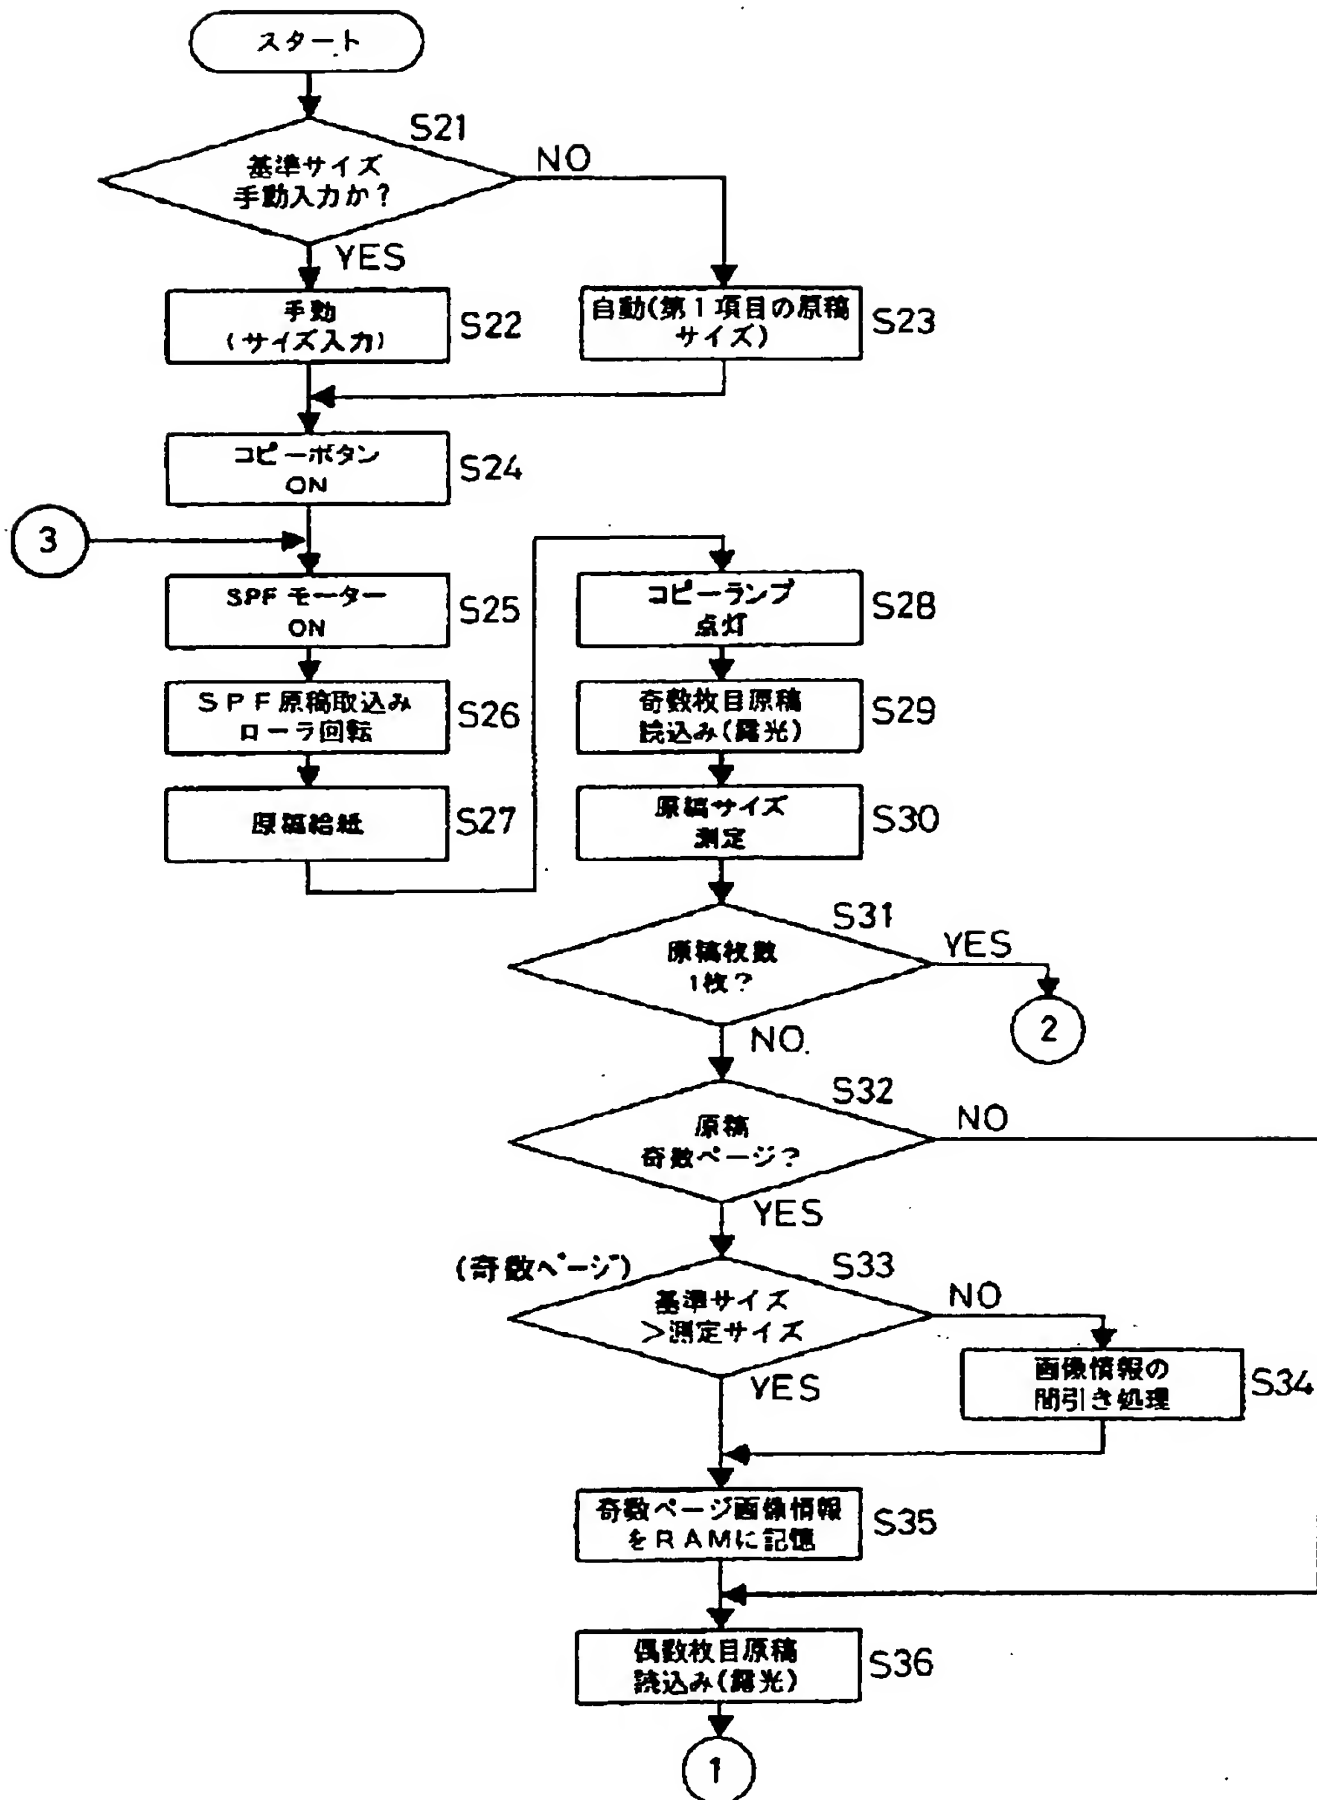 スタート
S21
基準サイズ
手動入力か?
NO
YES
手動
(サイズ入力)
S22
自動(第1項目の原稿
サイズ)
S23
コピーボタン
ON
S24
3
SPF モーター
ON
S25
SPF原稿取込み
ローラ回転
S26
原稿給紙
S27
コピーランプ
点灯
S28
奇数枚目原稿
読込み(露光)
S29
原稿サイズ
測定
S30
S31
原稿枚数
1枚?
YES
2
NO.
S32
原稿
奇数ページ?
NO
YES
(奇数ページ)
S33
基準サイズ
>測定サイズ
NO
YES
画像情報の
間引き処理
S34
奇数ページ画像情報
をRAMに記憶
S35
偶数枚目原稿
読込み(露光)
S36
1